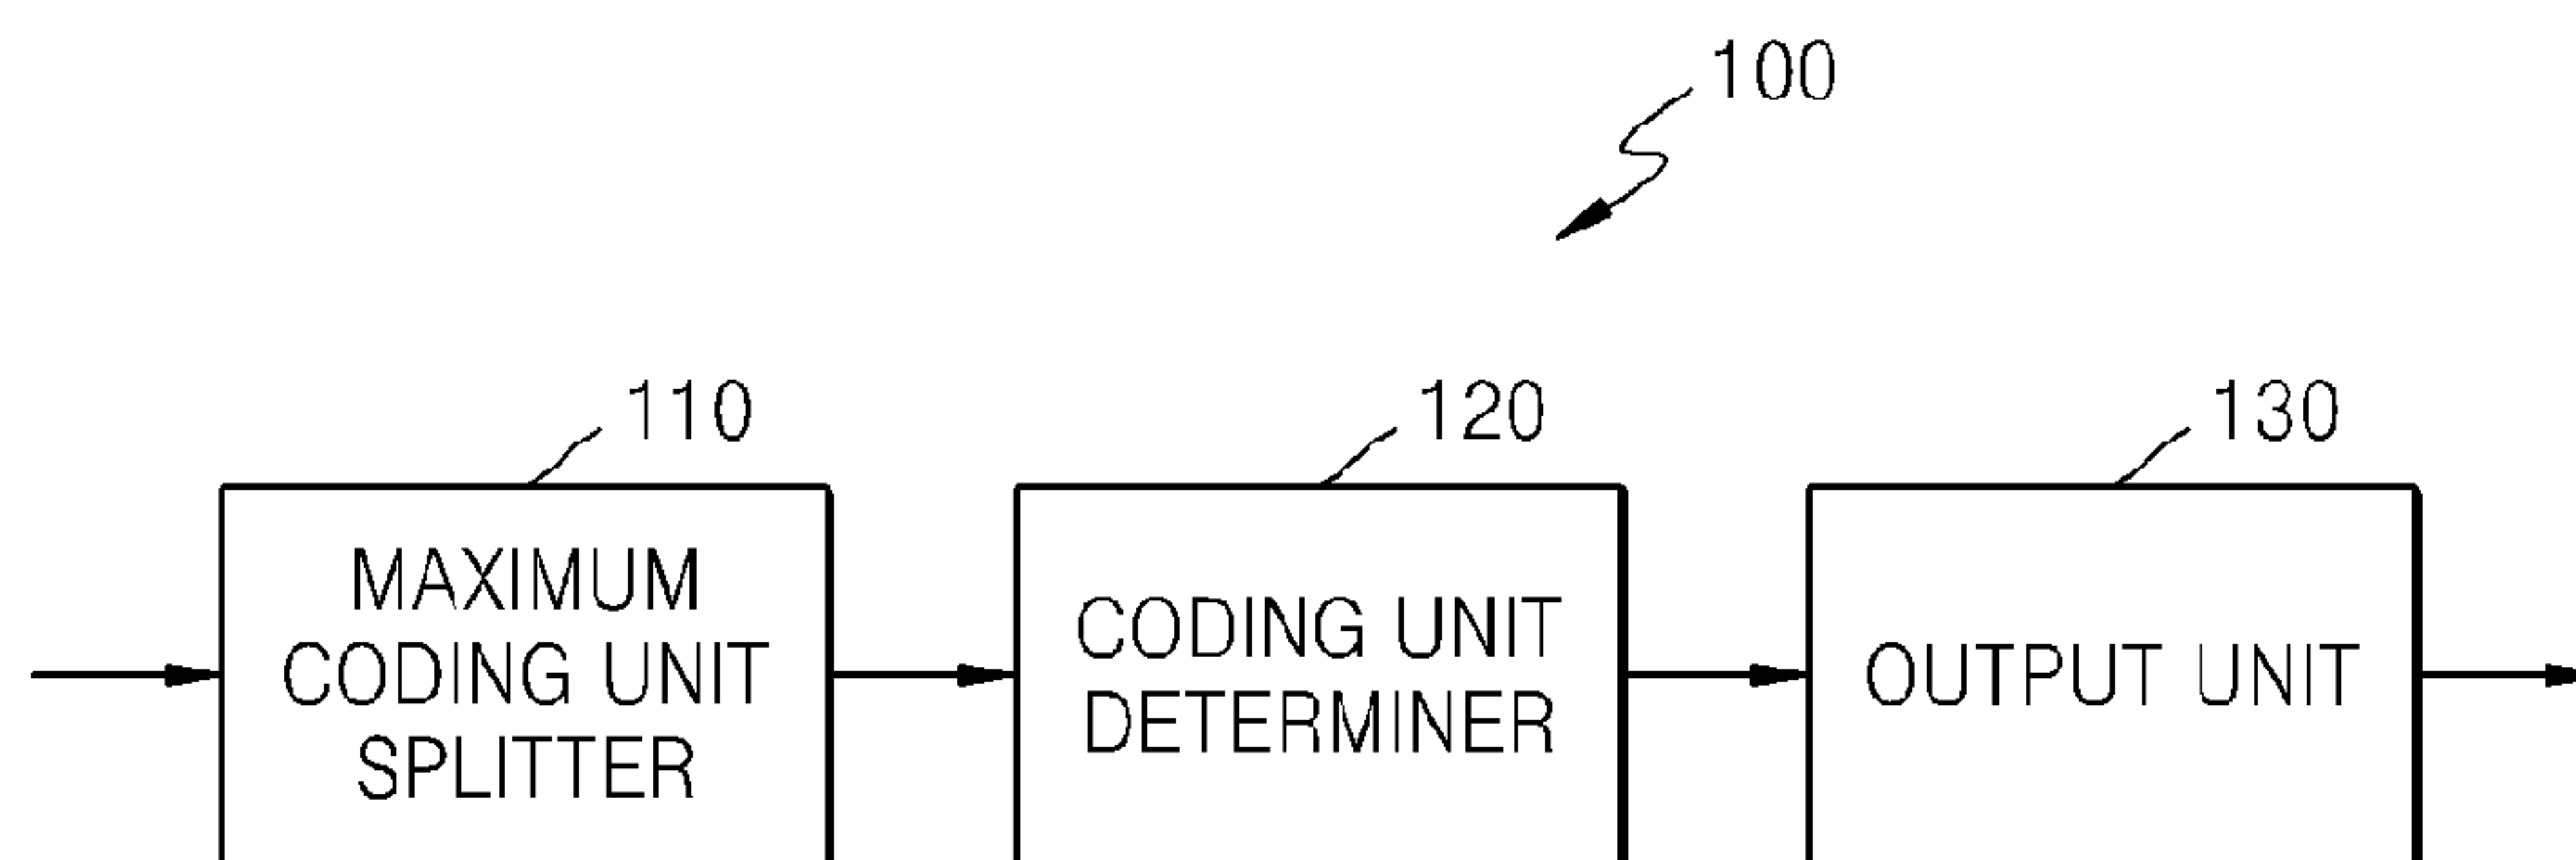 100
110
120
130
MAXIMUM
CODING UNIT
SPLITTER
CODING UNIT
DETERMINER
OUTPUT UNIT